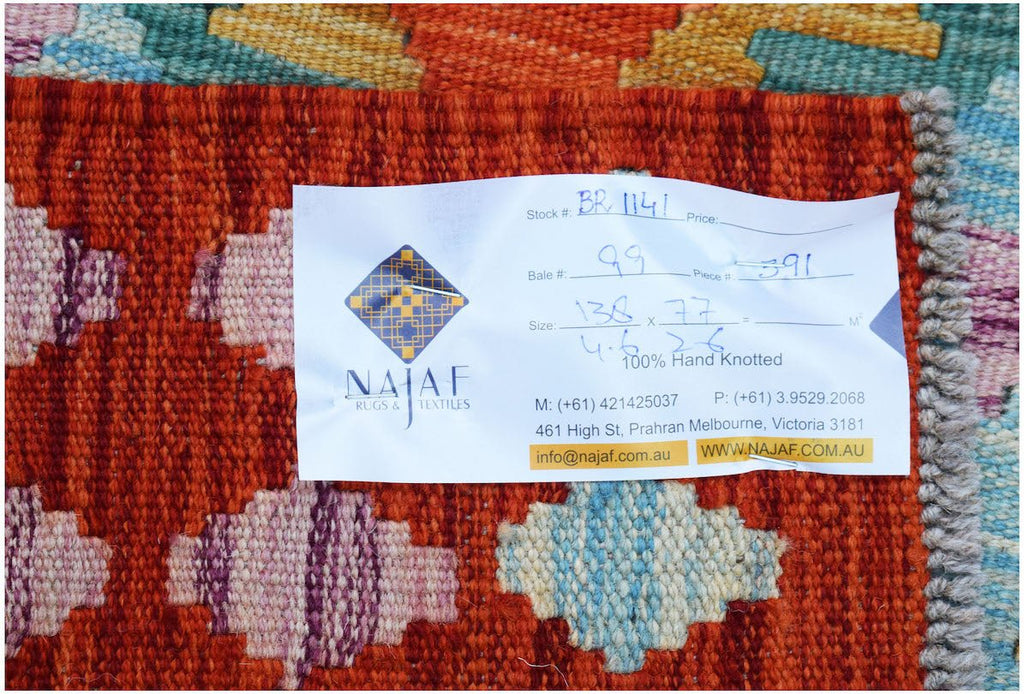 NAJAF
RUGS & TEXTILES
Stock #: BR 1141 Price:
Bale #: 99 Piece #: 391
Size: 138 x 77 = M²
4.6 2.6
100% Hand Knotted
M: (+61) 421425037 P: (+61) 3.9529.2068
461 High St, Prahran Melbourne, Victoria 3181
info@najaf.com.au WWW.NAJAF.COM.AU